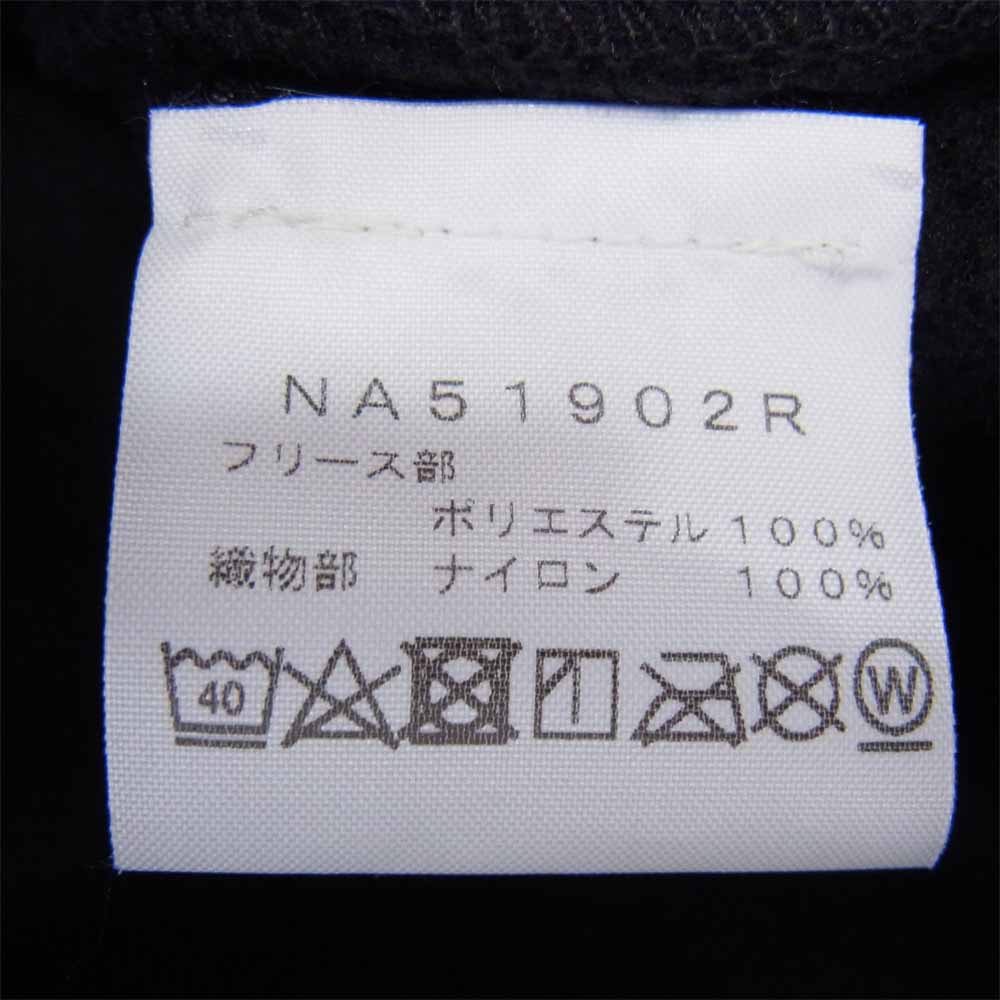 NA51902R
フリース部
ポリエステル100%
織物部 ナイロン 100%
40 W